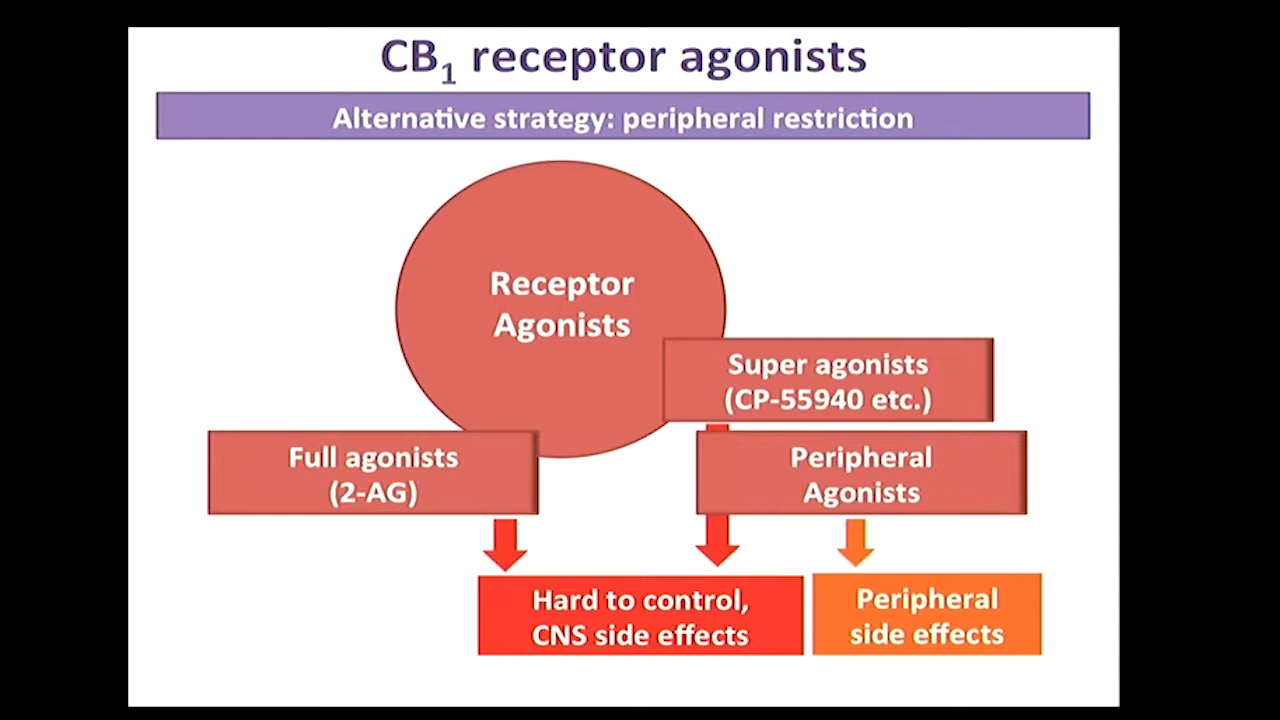 CB₁ receptor agonists
Alternative strategy: peripheral restriction
Receptor
Agonists
Super agonists
(CP-55940 etc.)
Full agonists
(2-AG)
Peripheral
Agonists
Hard to control,
CNS side effects
Peripheral
side effects